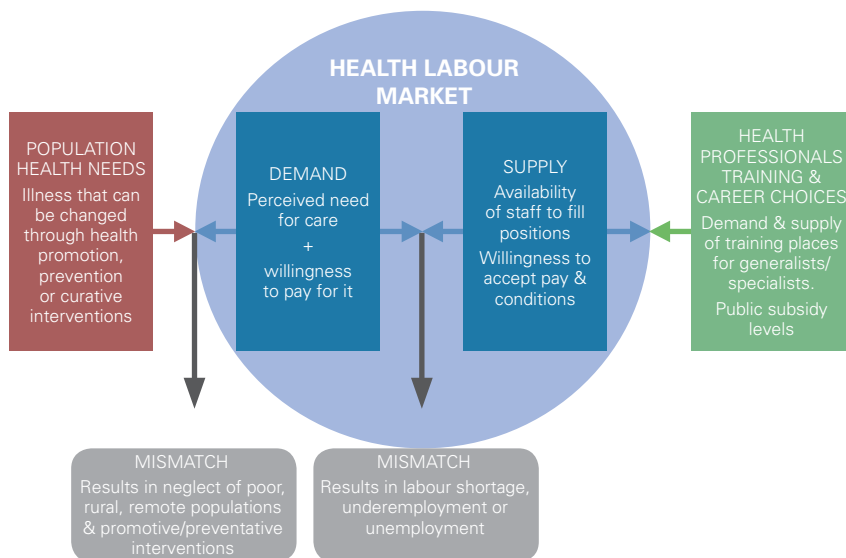 HEALTH LABOUR
MARKET
POPULATION
HEALTH NEEDS
Illness that can
be changed
through health
promotion,
prevention
or curative
interventions
DEMAND
Perceived need
for care
+
willingness
to pay for it
SUPPLY
Availability
of staff to fill
positions
Willingness to
accept pay &
conditions
HEALTH
PROFESSIONALS
TRAINING &
CAREER CHOICES
Demand & supply
of training places
for generalists/
specialists.
Public subsidy
levels
MISMATCH
Results in neglect of poor,
rural, remote populations
& promotive/preventative
interventions
MISMATCH
Results in labour shortage,
underemployment or
unemployment